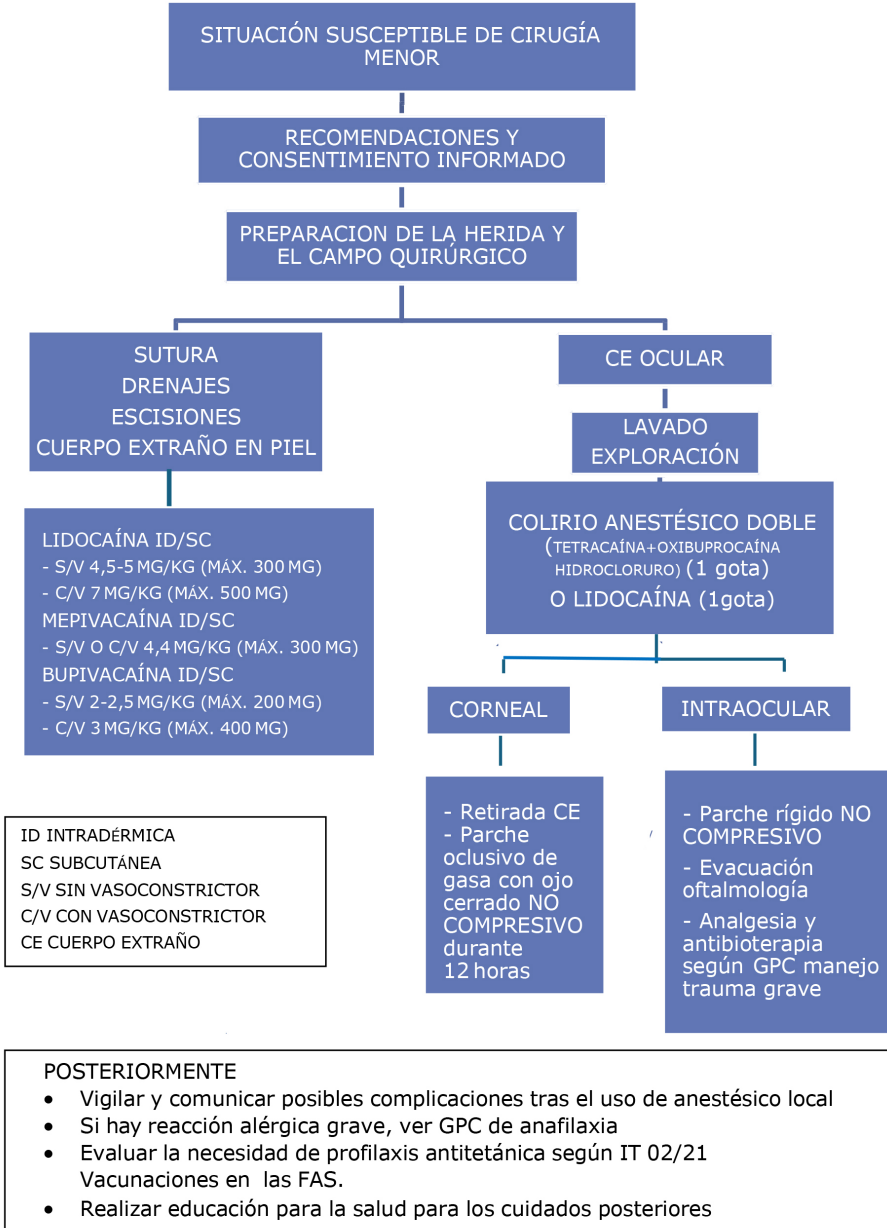 SITUACIÓN SUSCEPTIBLE DE CIRUGÍA
MENOR
RECOMENDACIONES Y
CONSENTIMIENTO INFORMADO
PREPARACION DE LA HERIDA Y
EL CAMPO QUIRÚRGICO
SUTURA
DRENAJES
ESCISIONES
CUERPO EXTRAÑO EN PIEL
LIDOCAÍNA ID/SC
- S/V 4,5-5 MG/KG (MÁX. 300 MG)
- C/V 7 MG/KG (MÁX. 500 MG)
MEPIVACAÍNA ID/SC
- S/V O C/V 4,4 MG/KG (MÁX. 300 MG)
BUPIVACAÍNA ID/SC
- S/V 2-2,5 MG/KG (MÁX. 200 MG)
- C/V 3 MG/KG (MÁX. 400 MG)
CE OCULAR
LAVADO
EXPLORACIÓN
COLIRIO ANESTÉSICO DOBLE
(TETRACAÍNA+OXIBUPROCAÍNA
HIDROCLORURO) (1 gota)
O LIDOCAÍNA (1gota)
CORNEAL
- Retirada CE
- Parche
oclusivo de
gasa con ojo
cerrado NO
COMPRESIVO
durante
12 horas
INTRAOCULAR
- Parche rígido NO
COMPRESIVO
- Evacuación
oftalmología
- Analgesia y
antibioterapia
según GPC manejo
trauma grave
ID INTRADÉRMICA
SC SUBCUTÁNEA
S/V SIN VASOCONSTRICTOR
C/V CON VASOCONSTRICTOR
CE CUERPO EXTRAÑO
POSTERIORMENTE
• Vigilar y comunicar posibles complicaciones tras el uso de anestésico local
• Si hay reacción alérgica grave, ver GPC de anafilaxia
• Evaluar la necesidad de profilaxis antitetánica según IT 02/21
Vacunaciones en las FAS.
• Realizar educación para la salud para los cuidados posteriores